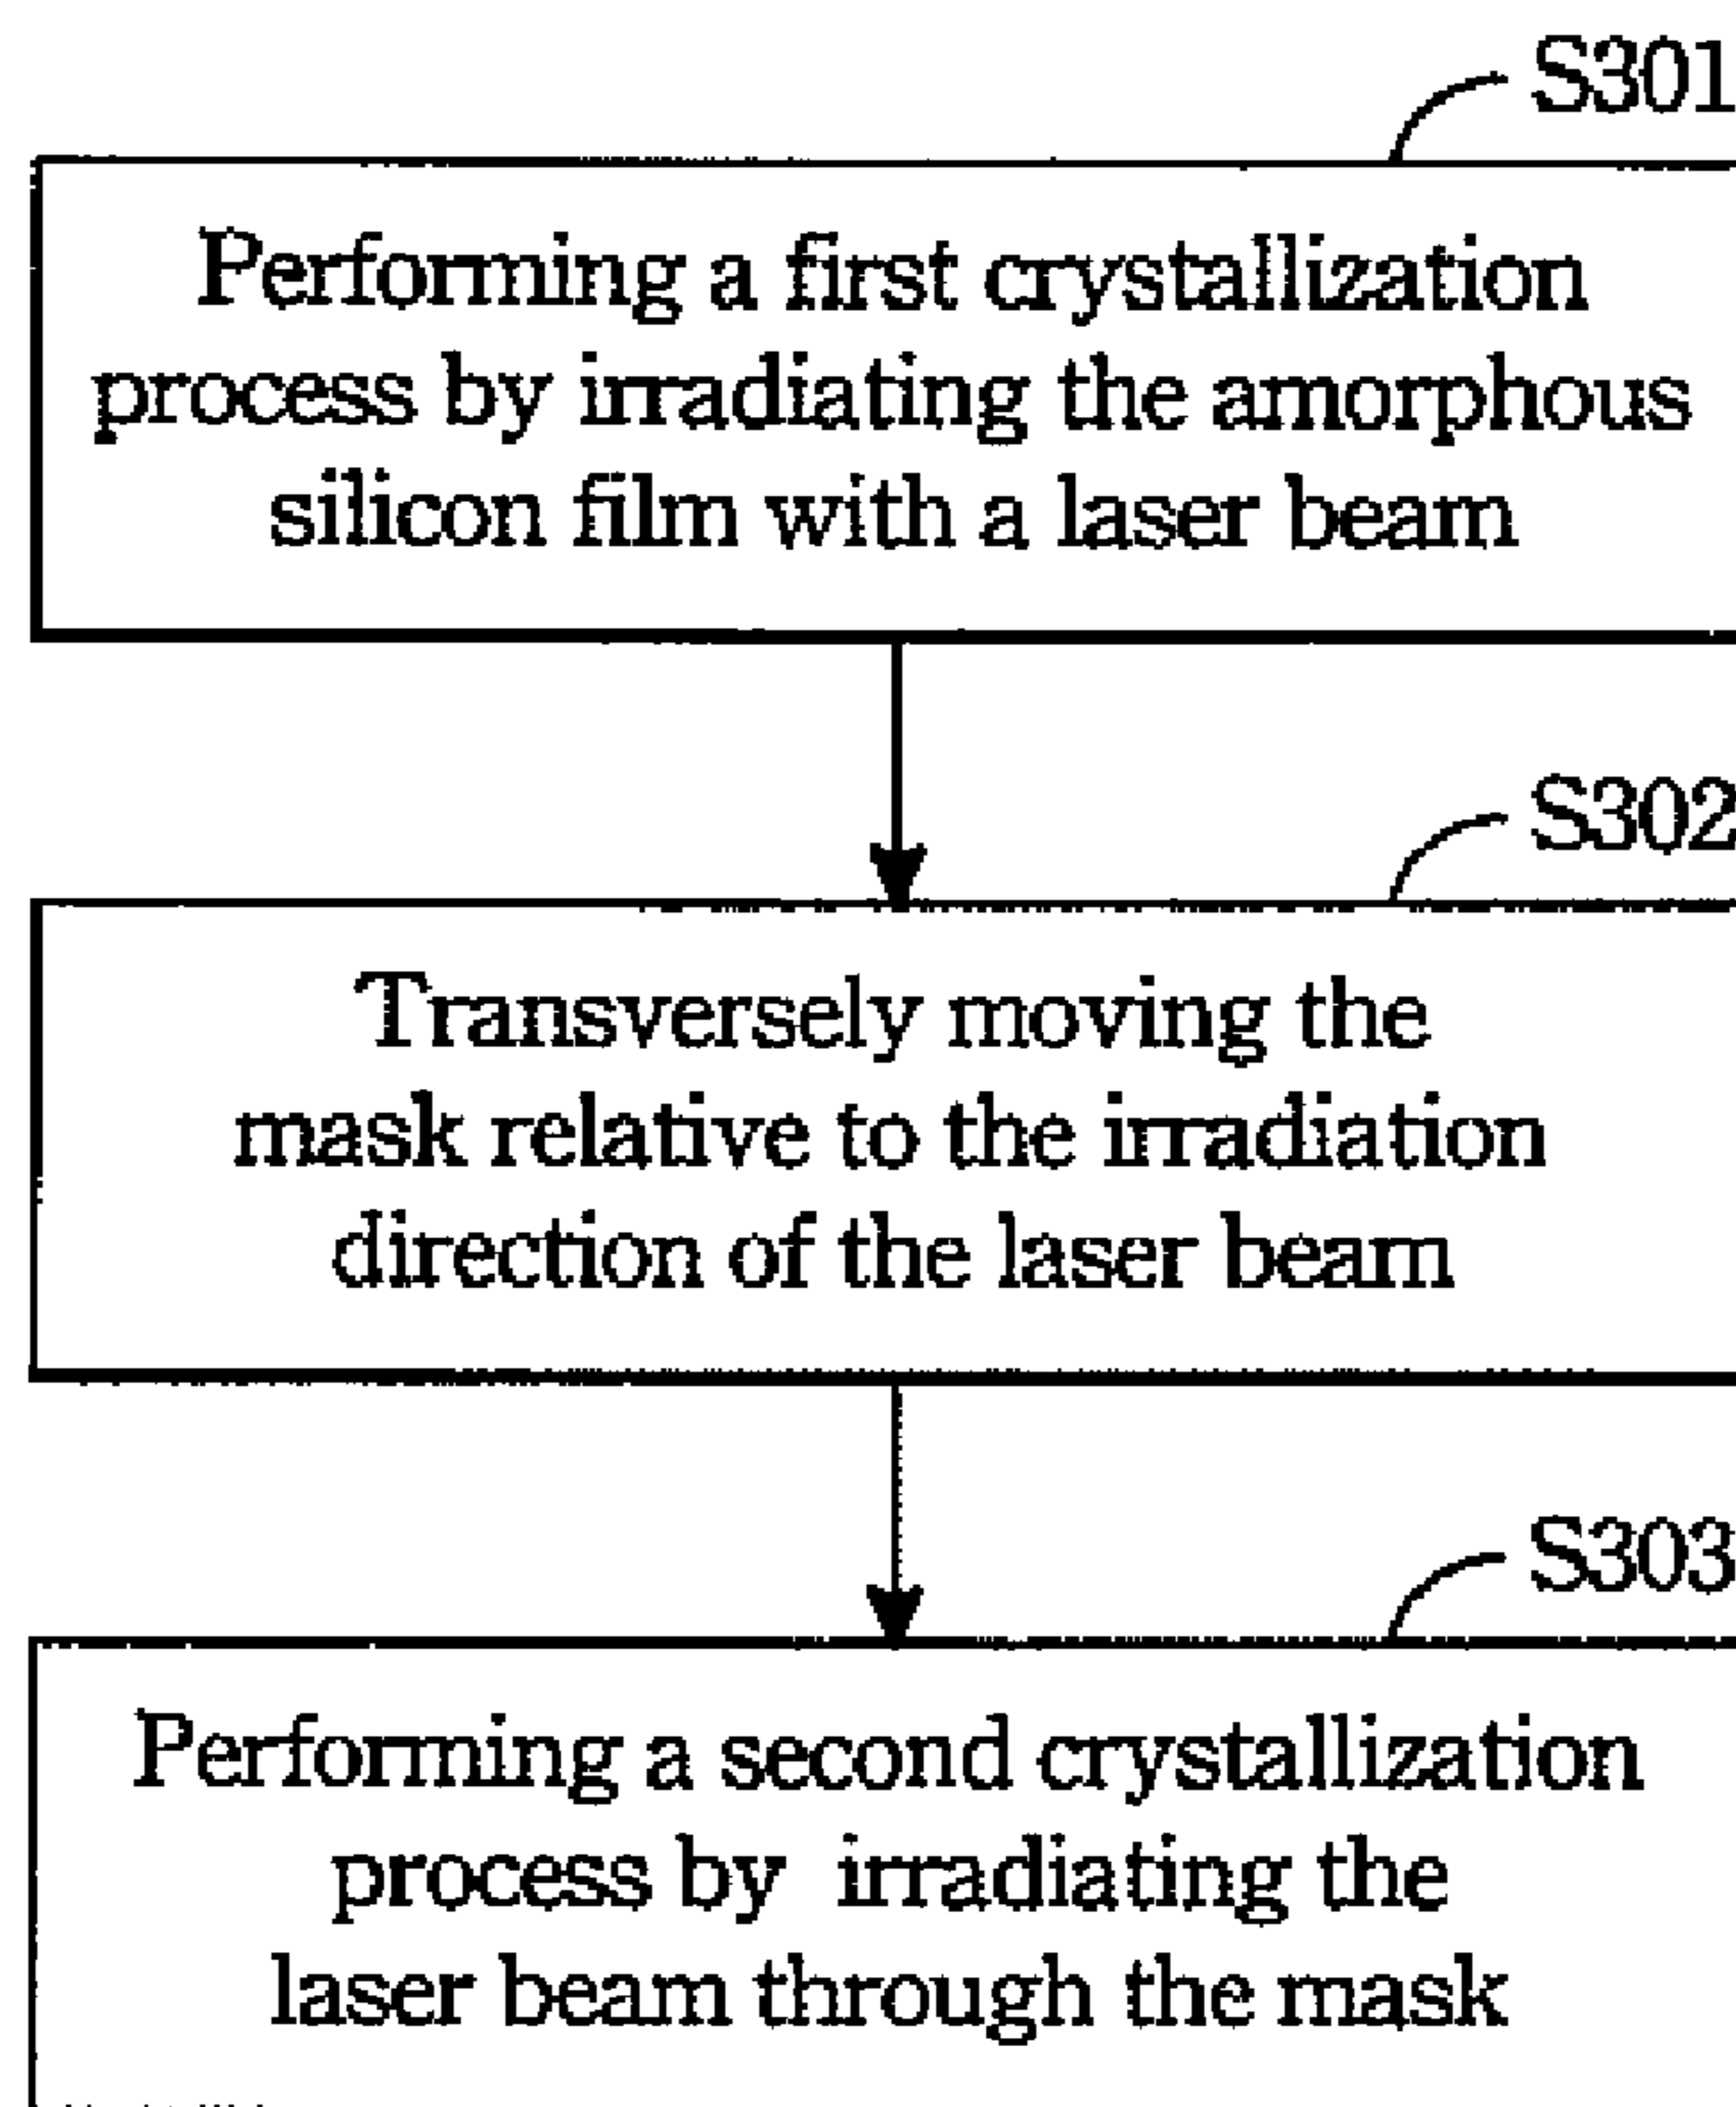 S301
Performing a first crystallization
process by irradiating the amorphous
silicon film with a laser beam
S302
Transversely moving the
mask relative to the irradiation
direction of the laser beam
S303
Performing a second crystallization
process by irradiating the
laser beam through the mask